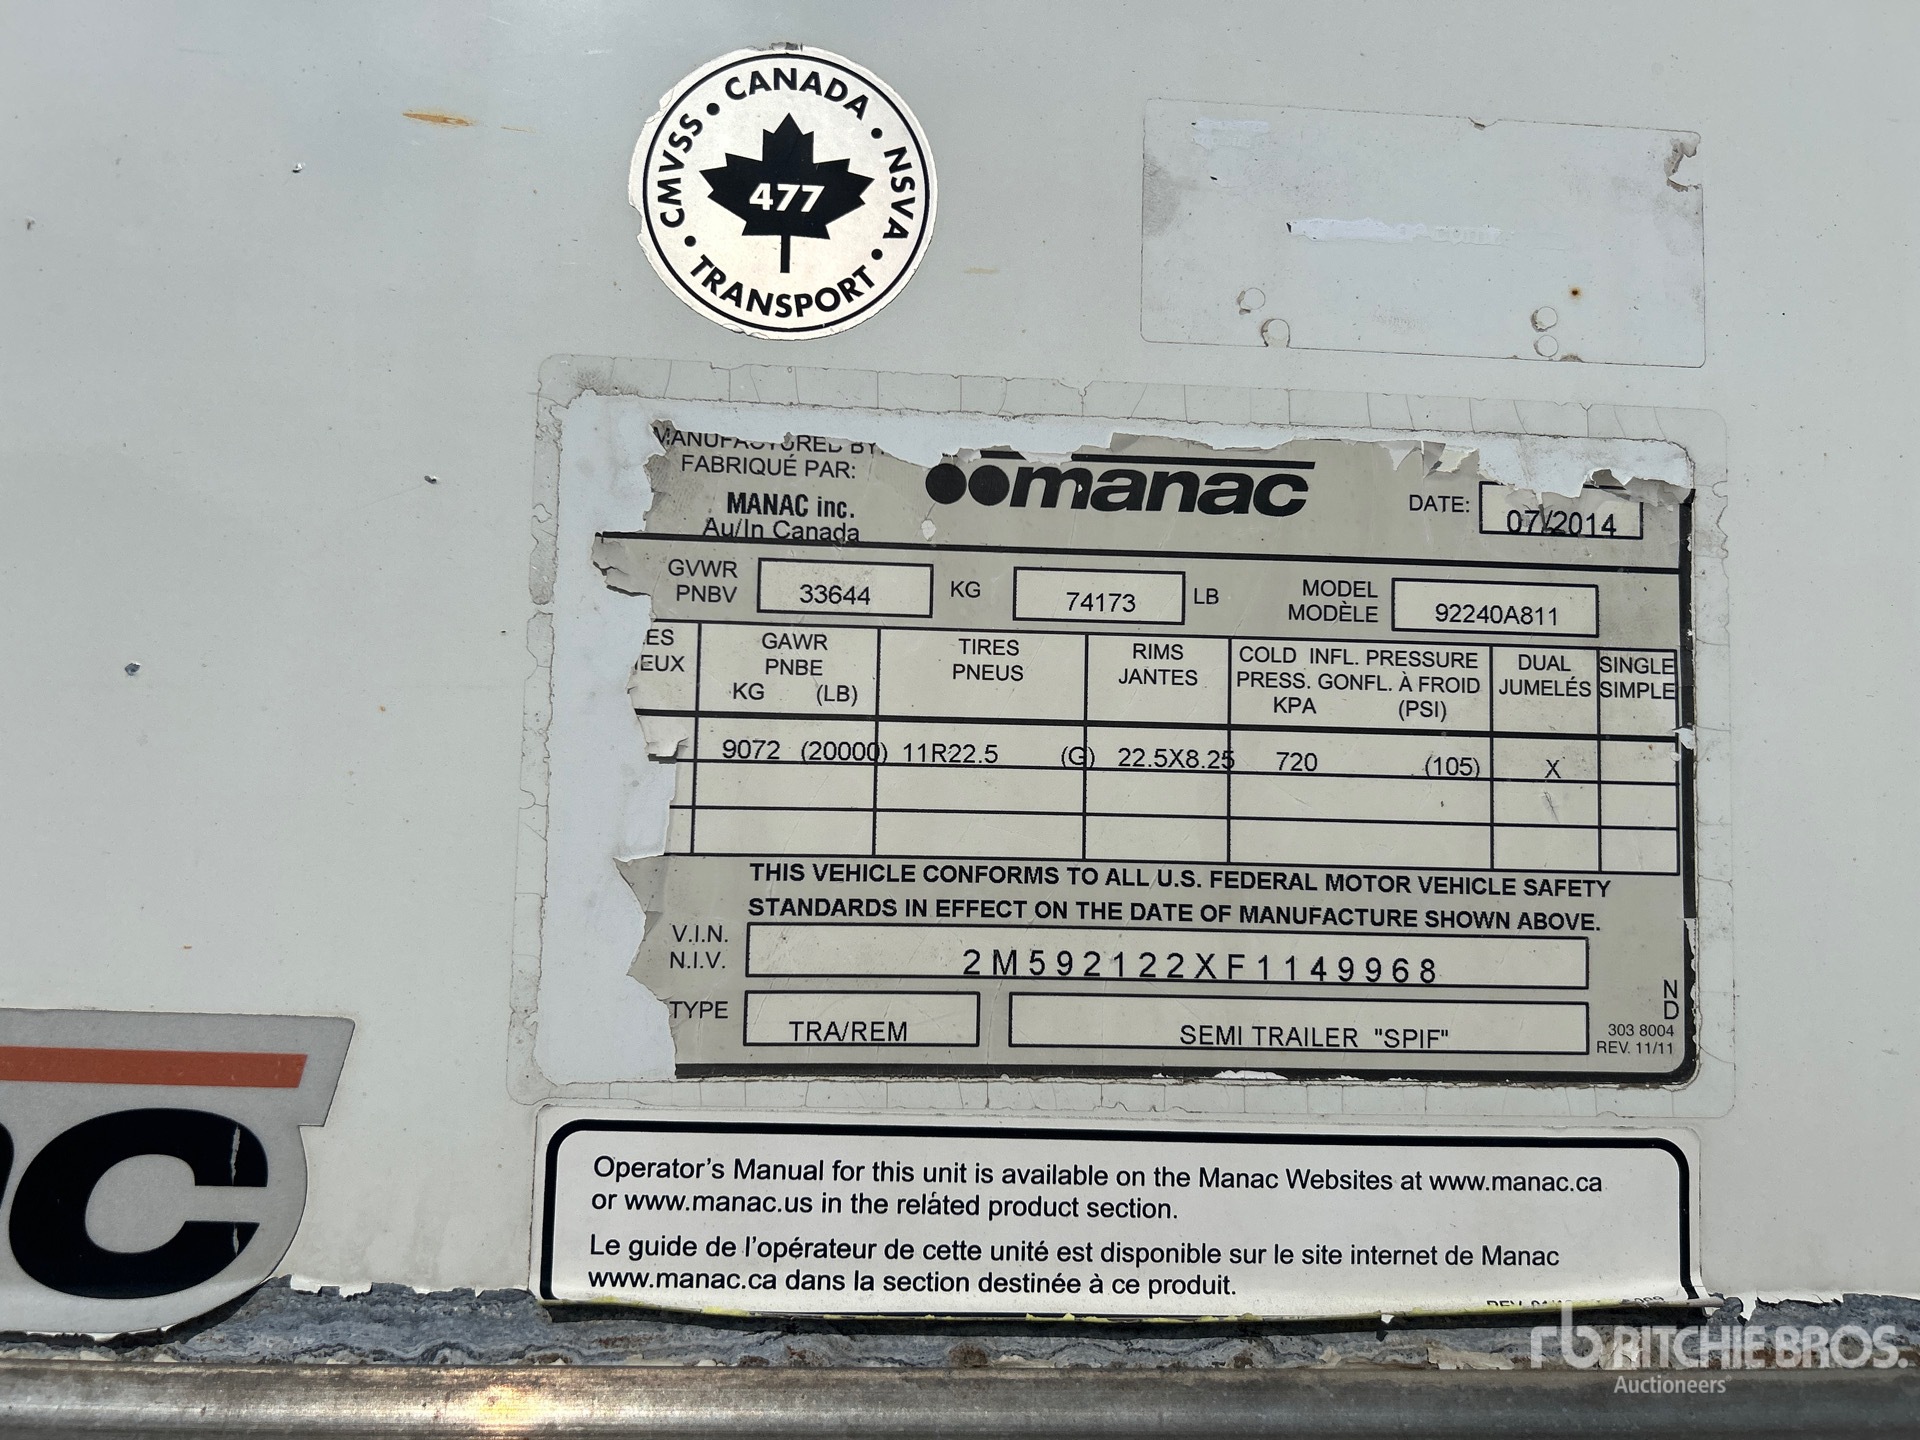 CANADA • NSVA • TRANSPORT • CMVSS •
477
MANUFACTURED BY:
FABRIQUÉ PAR:
MANAC inc.
Au/In Canada
manac
DATE: 07/2014
GVWR
PNBV
33644 KG 74173 LB
MODEL
MODÈLE
92240A811
ES
IEUX
GAWR
PNBE
KG (LB)
TIRES
PNEUS
RIMS
JANTES
COLD INFL. PRESSURE
PRESS. GONFL. À FROID
KPA (PSI)
DUAL
JUMELÉS
SINGLE
SIMPLE
9072 (20000) 11R22.5 (G) 22.5X8.25 720 (105) X
THIS VEHICLE CONFORMS TO ALL U.S. FEDERAL MOTOR VEHICLE SAFETY
STANDARDS IN EFFECT ON THE DATE OF MANUFACTURE SHOWN ABOVE.
V.I.N.
N.I.V.
2M592122XF1149968
TYPE TRA/REM SEMI TRAILER "SPIF"
ND
303 8004
REV. 11/11
ac
Operator's Manual for this unit is available on the Manac Websites at www.manac.ca
or www.manac.us in the related product section.
Le guide de l'opérateur de cette unité est disponible sur le site internet de Manac
www.manac.ca dans la section destinée à ce produit.
rb RITCHIE BROS.
Auctioneers